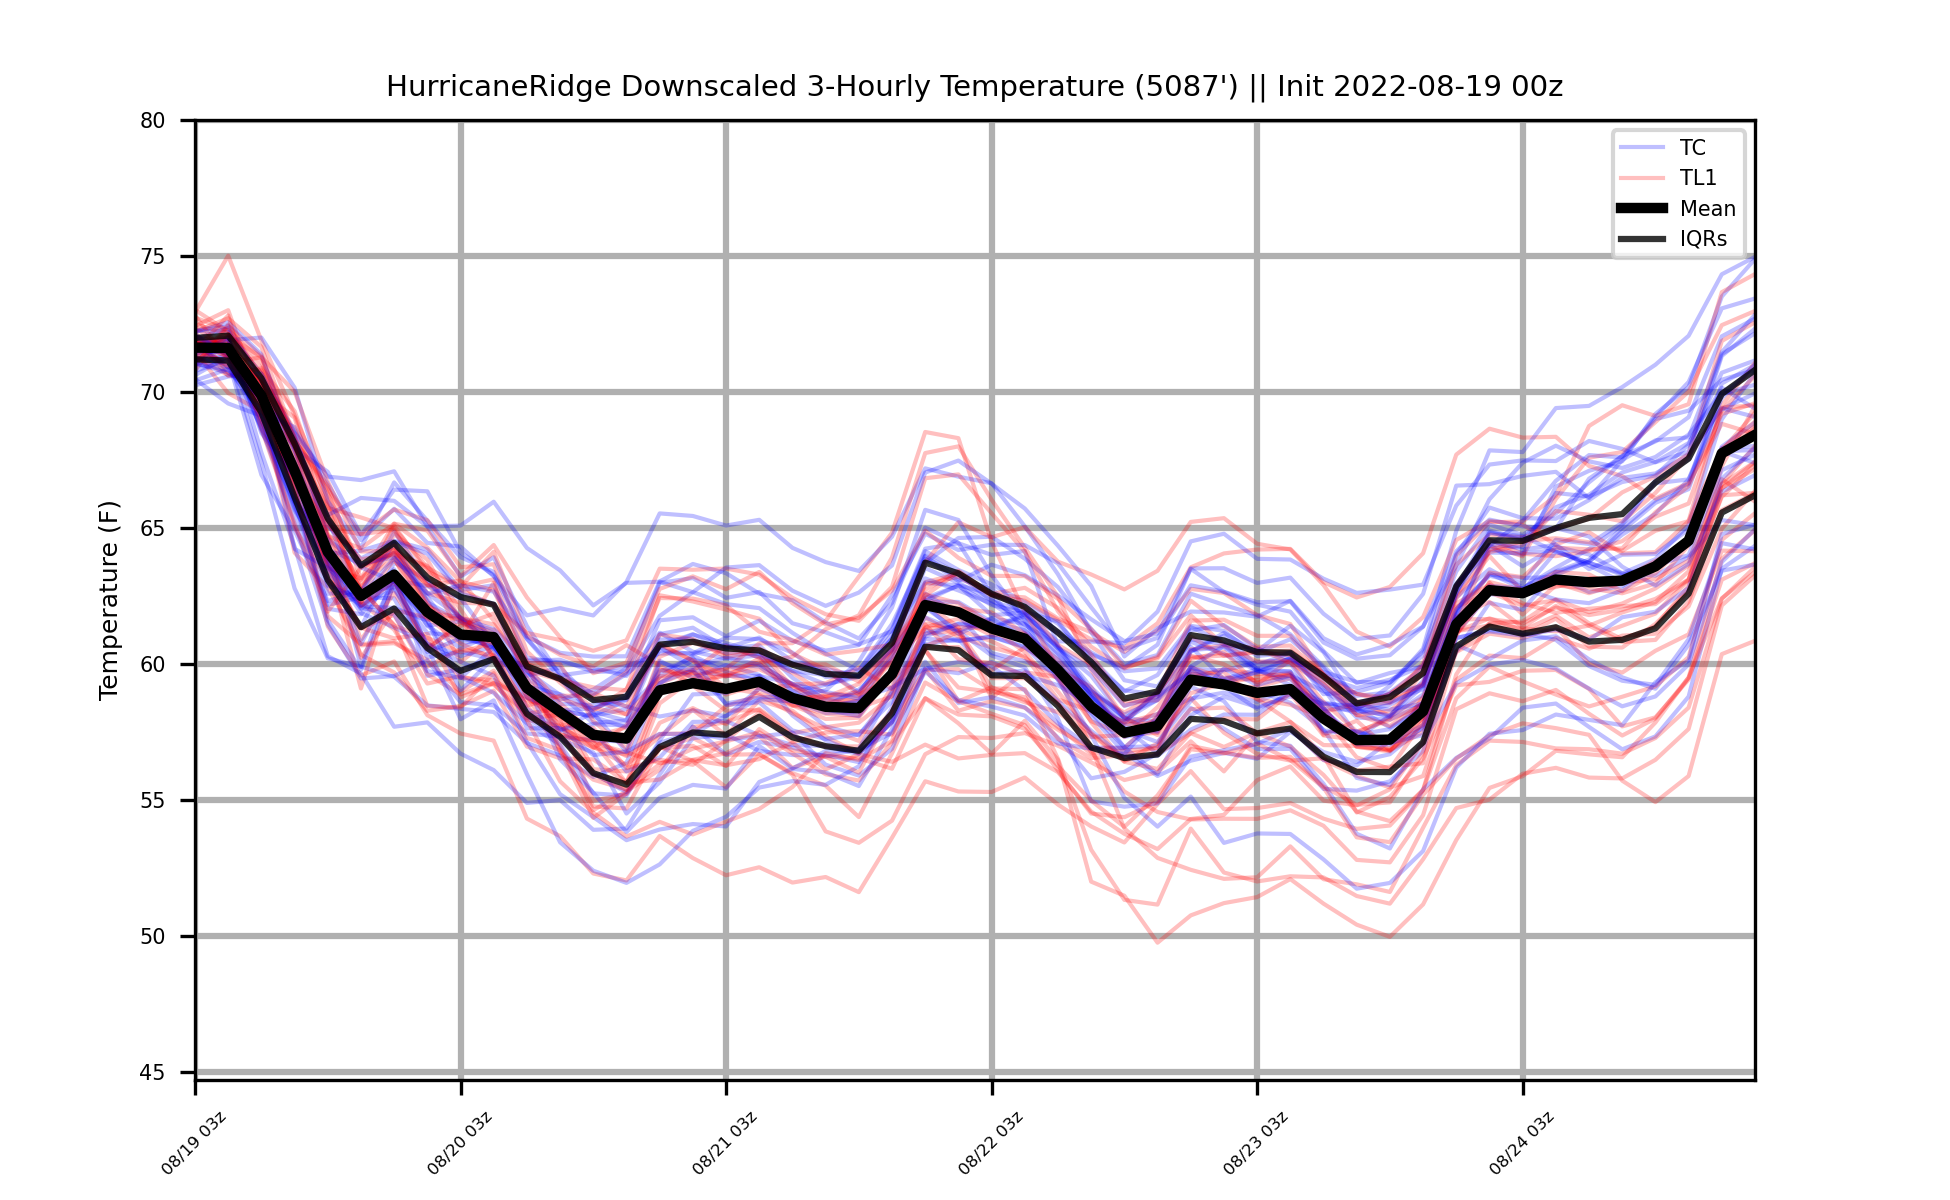 HurricaneRidge Downscaled 3-Hourly Temperature (5087') || Init 2022-08-19 00z
80
75
70
65
60
55
50
45
Temperature (F)
TC
TL1
Mean
IQRs
08/19 03z
08/20 03z
08/21 03z
08/22 03z
08/23 03z
08/24 03z